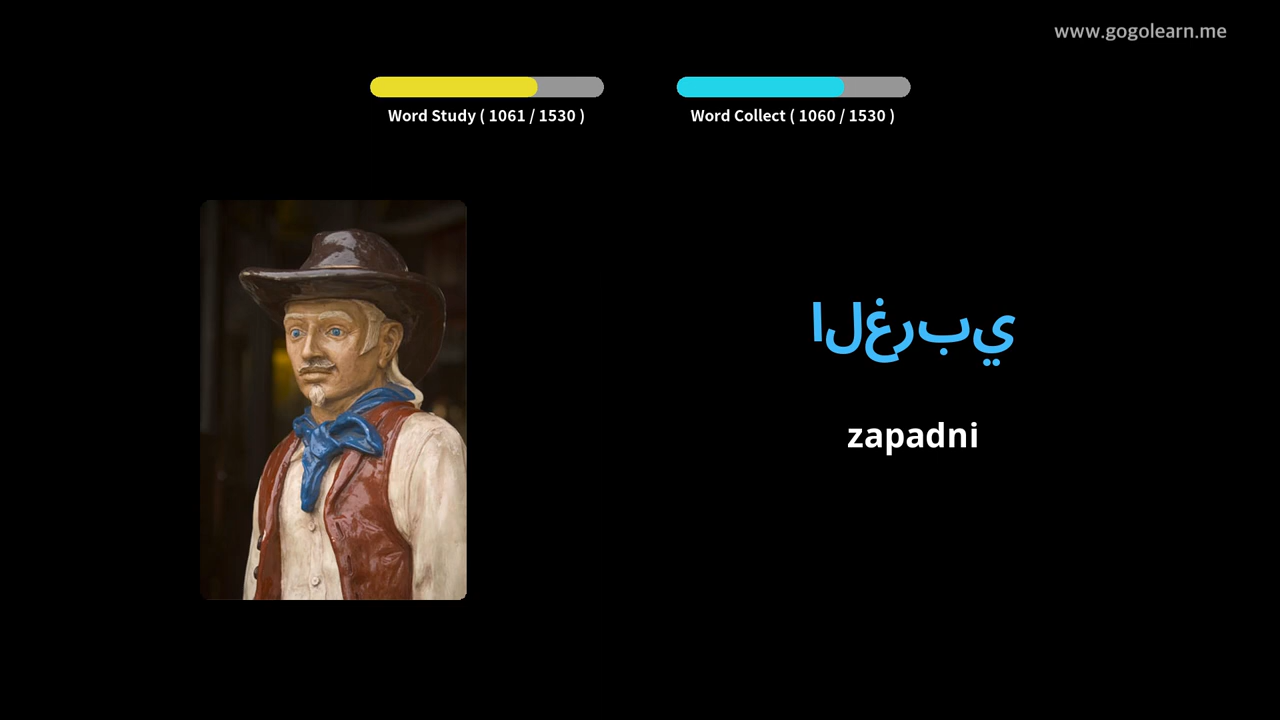 www.gogolearn.me
Word Study ( 1061 / 1530 )
Word Collect ( 1060 / 1530 )
الغربي
zapadni